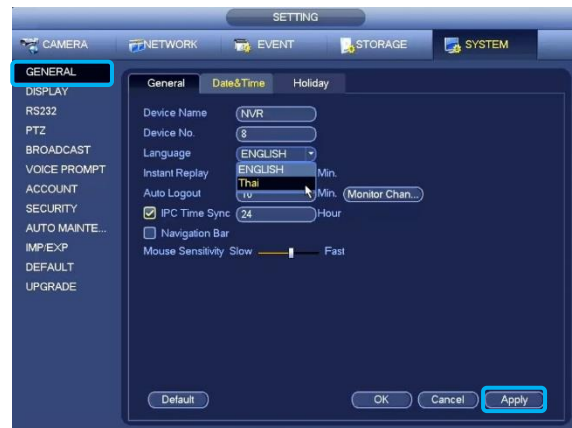 SETTING
CAMERA NETWORK EVENT STORAGE SYSTEM
GENERAL
DISPLAY
RS232
PTZ
BROADCAST
VOICE PROMPT
ACCOUNT
SECURITY
AUTO MAINTE...
IMP/EXP
DEFAULT
UPGRADE
General Date&Time Holiday
Device Name NVR
Device No. 8
Language ENGLISH
ENGLISH
Thai
Instant Replay Min.
Auto Logout Min. Monitor Chan...
IPC Time Sync 24 Hour
Navigation Bar
Mouse Sensitivity Slow Fast
Default OK Cancel Apply